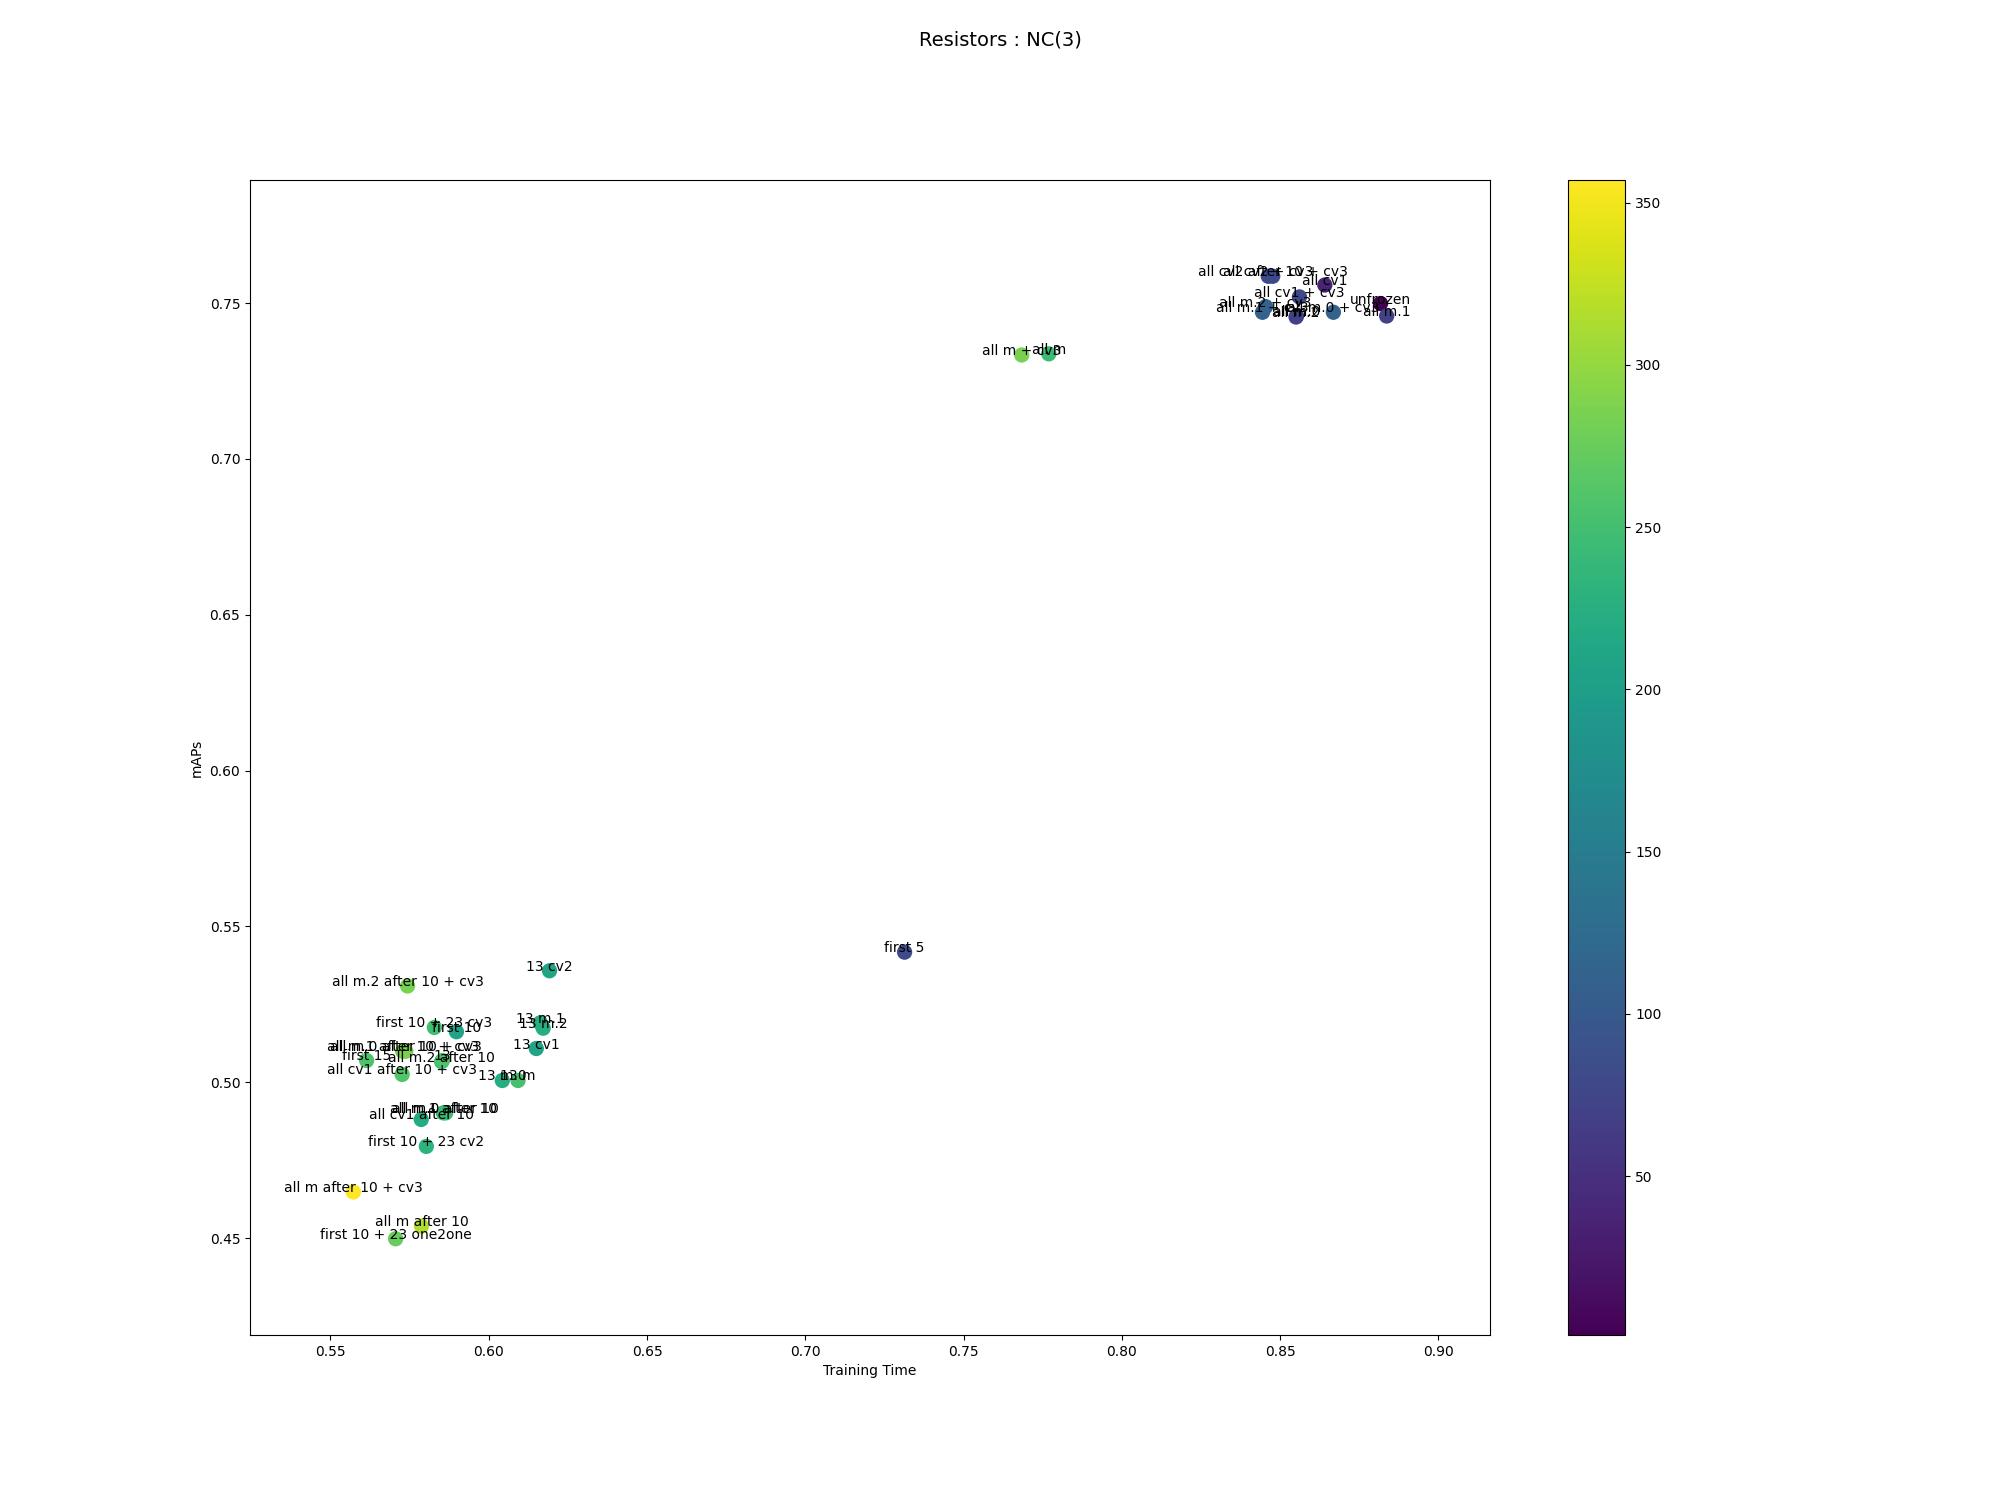 Resistors : NC(3)
all cv1
all cv1 + cv3
unfrozen
all m.2 + cv3
all m.1
0.75
all m + cv3
all m
0.70
0.65
0.60
mAPs
0.55
first 5
13 cv2
all m.2 after 10 + cv3
13 m.1
first 10 + 23 cv3
13 m.2
first 10
13 cv1
first 15
all m.2 after 10
all cv1 after 10 + cv3
0.50
all cv1 after 10
first 10 + 23 cv2
all m after 10 + cv3
all m after 10
first 10 + 23 one2one
0.45
0.55
0.60
0.65
0.70
0.75
0.80
0.85
0.90
Training Time
350
300
250
200
150
100
50